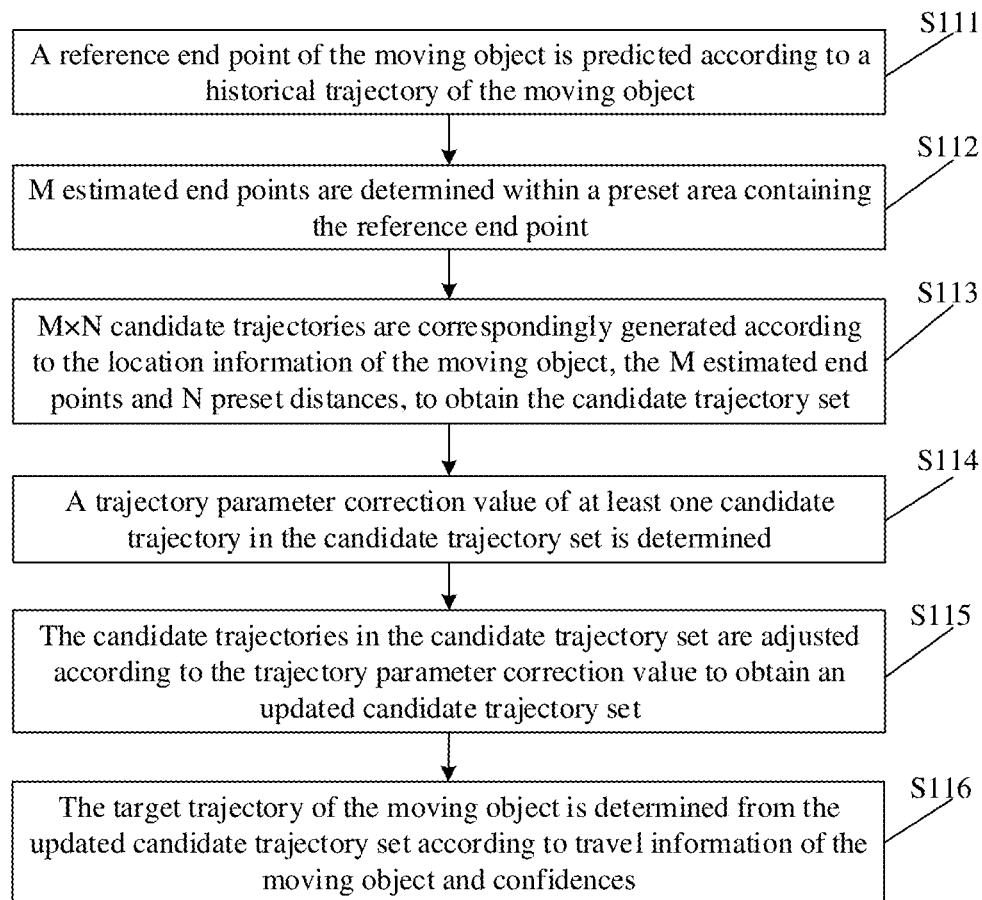 S111
A reference end point of the moving object is predicted according to a
historical trajectory of the moving object
S112
M estimated end points are determined within a preset area containing
the reference end point
S113
M×N candidate trajectories are correspondingly generated according
to the location information of the moving object, the M estimated end
points and N preset distances, to obtain the candidate trajectory set
S114
A trajectory parameter correction value of at least one candidate
trajectory in the candidate trajectory set is determined
S115
The candidate trajectories in the candidate trajectory set are adjusted
according to the trajectory parameter correction value to obtain an
updated candidate trajectory set
S116
The target trajectory of the moving object is determined from the
updated candidate trajectory set according to travel information of the
moving object and confidences